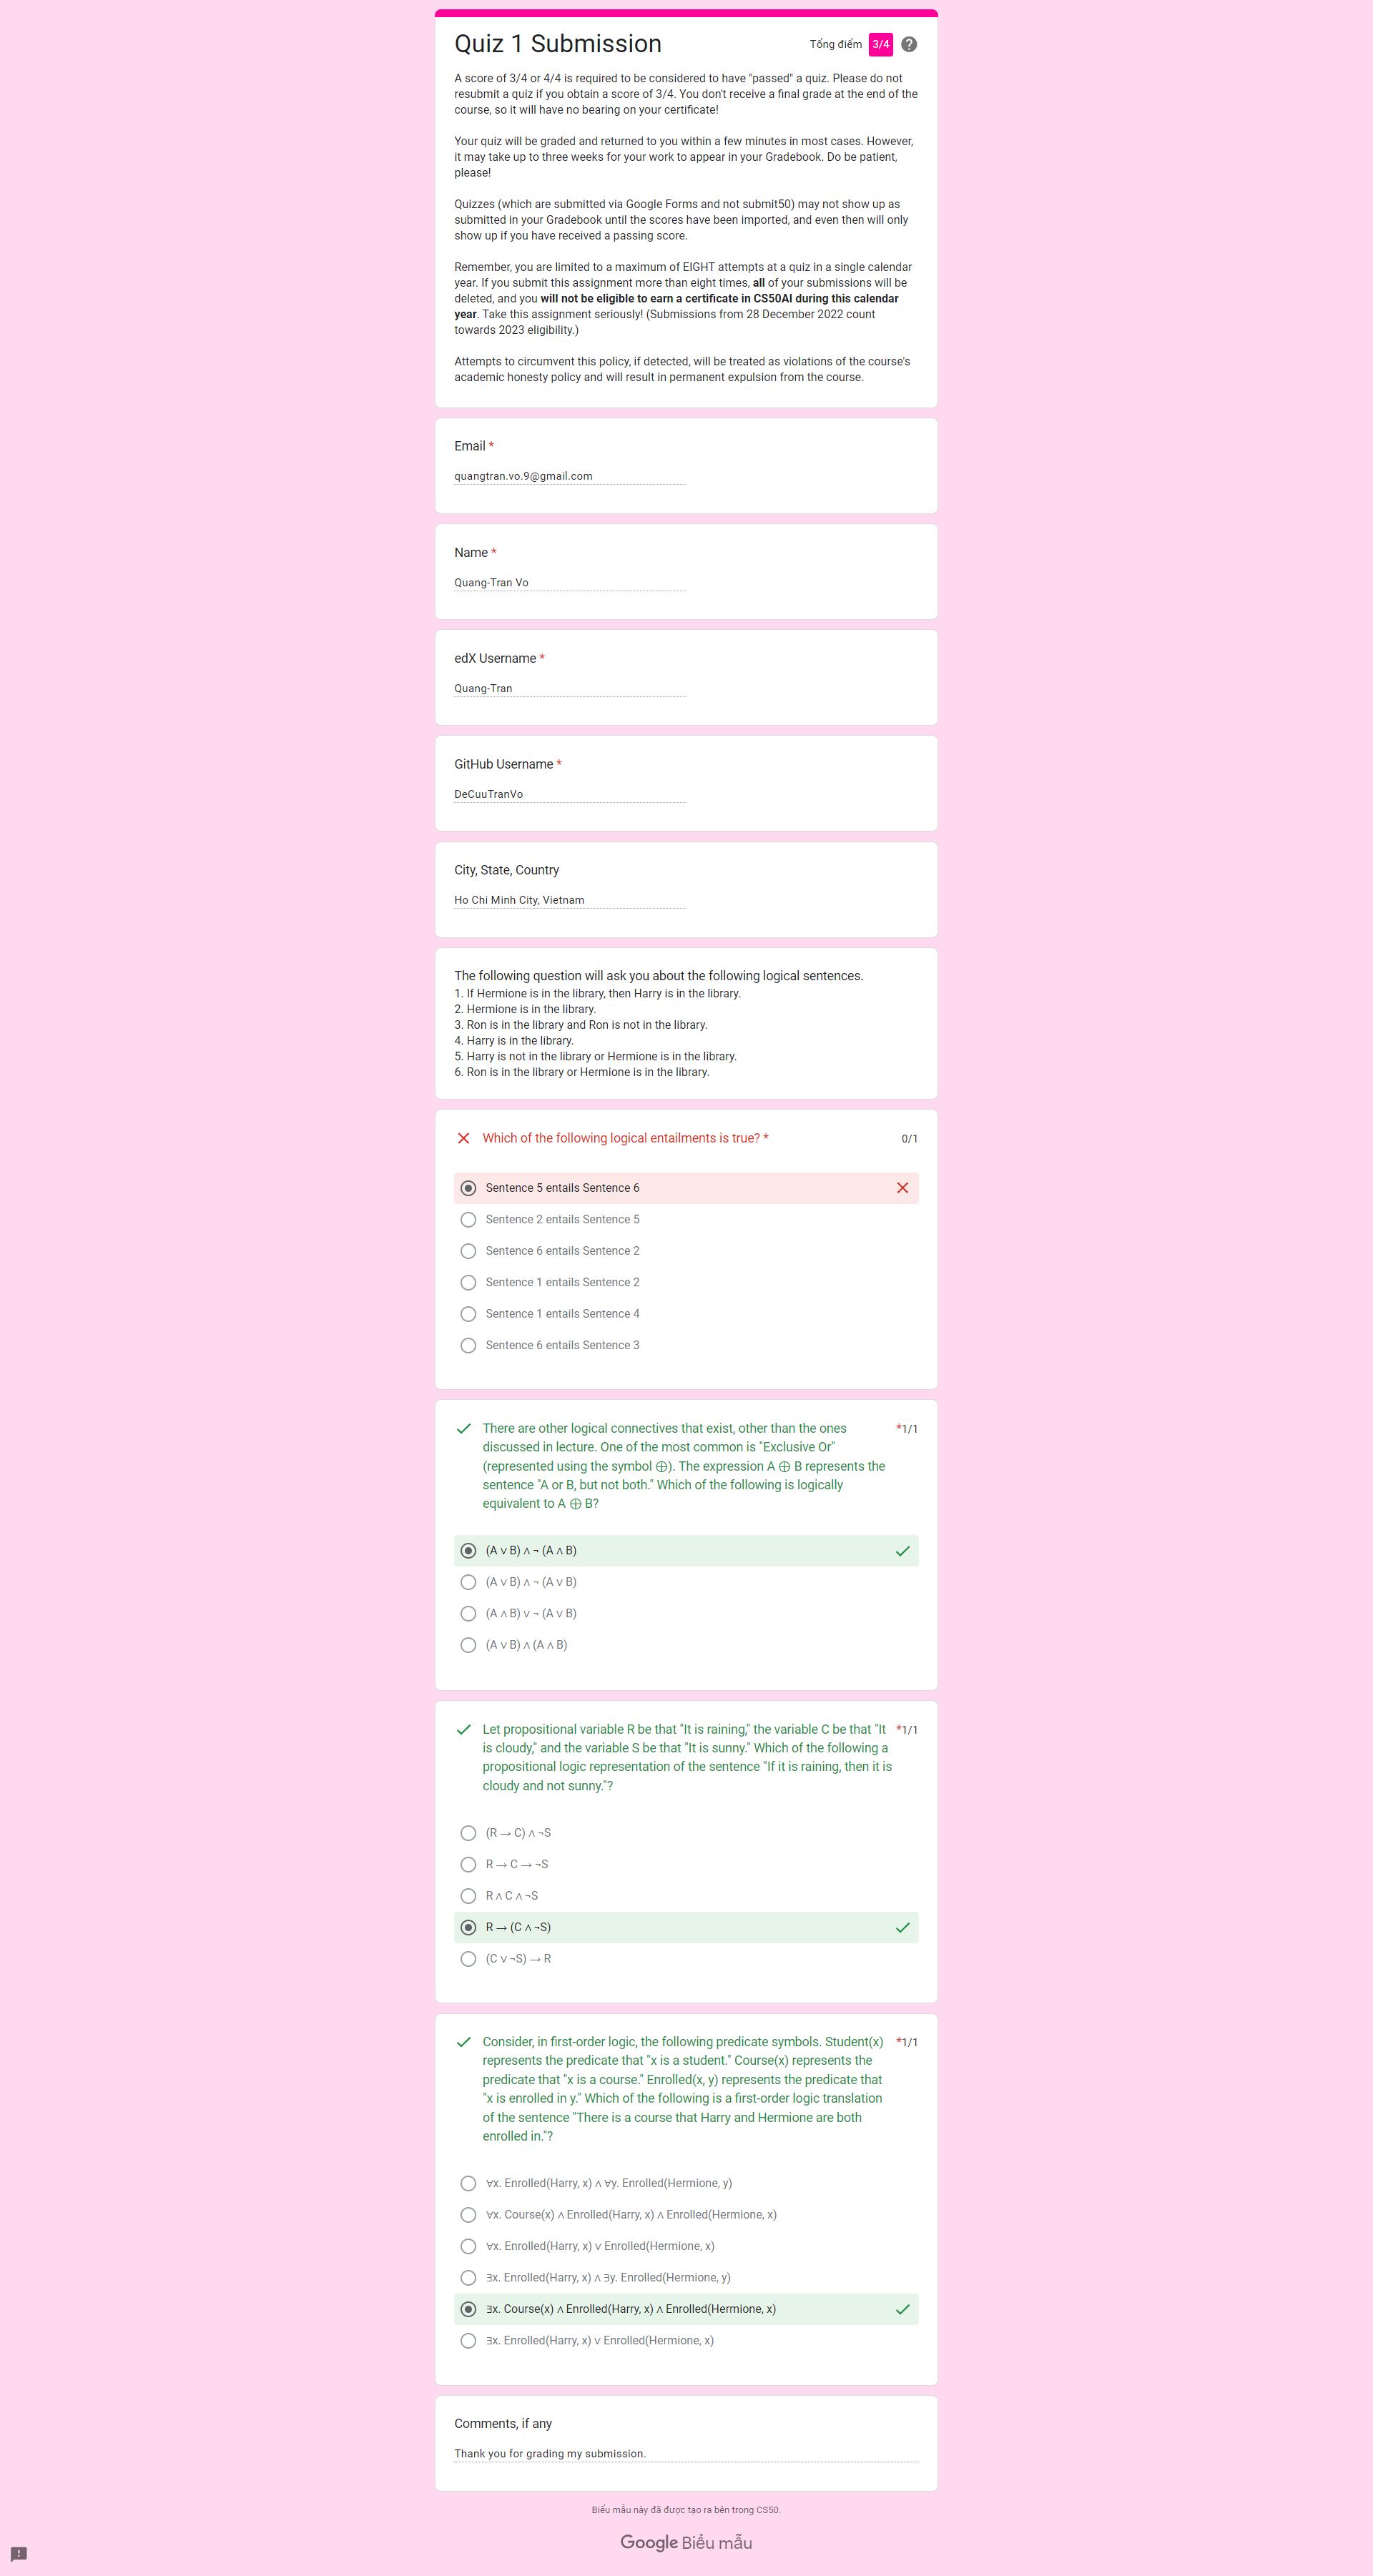 Quiz 1 Submission
Tổng điểm 3/4
A score of 3/4 or 4/4 is required to be considered to have "passed" a quiz. Please do not
resubmit a quiz if you obtain a score of 3/4. You don't receive a final grade at the end of the
course, so it will have no bearing on your certificate!
Your quiz will be graded and returned to you within a few minutes in most cases. However,
it may take up to three weeks for your work to appear in your Gradebook. Do be patient,
please!
Quizzes (which are submitted via Google Forms and not submit50) may not show up as
submitted in your Gradebook until the scores have been imported, and even then will only
show up if you have received a passing score.
Remember, you are limited to a maximum of EIGHT attempts at a quiz in a single calendar
year. If you submit this assignment more than eight times, all of your submissions will be
deleted, and you will not be eligible to earn a certificate in CS50AI during this calendar
year. Take this assignment seriously! (Submissions from 28 December 2022 count
towards 2023 eligibility.)
Attempts to circumvent this policy, if detected, will be treated as violations of the course's
academic honesty policy and will result in permanent expulsion from the course.
Email *
quangtran.vo.9@gmail.com
Name *
Quang-Tran Vo
edX Username *
Quang-Tran
GitHub Username *
DeCuuTranVo
City, State, Country
Ho Chi Minh City, Vietnam
The following question will ask you about the following logical sentences.
1. If Hermione is in the library, then Harry is in the library.
2. Hermione is in the library.
3. Ron is in the library and Ron is not in the library.
4. Harry is in the library.
5. Harry is not in the library or Hermione is in the library.
6. Ron is in the library or Hermione is in the library.
Which of the following logical entailments is true? * 0/1
Sentence 5 entails Sentence 6
Sentence 2 entails Sentence 5
Sentence 6 entails Sentence 2
Sentence 1 entails Sentence 2
Sentence 1 entails Sentence 4
Sentence 6 entails Sentence 3
There are other logical connectives that exist, other than the ones *1/1
discussed in lecture. One of the most common is "Exclusive Or"
(represented using the symbol ⨁). The expression A ⨁ B represents the
sentence "A or B, but not both." Which of the following is logically
equivalent to A ⨁ B?
(A ∨ B) ∧ ¬ (A ∧ B)
(A ∨ B) ∧ ¬ (A ∨ B)
(A ∧ B) ∨ ¬ (A ∨ B)
(A ∨ B) ∧ (A ∧ B)
Let propositional variable R be that "It is raining," the variable C be that "It *1/1
is cloudy," and the variable S be that "It is sunny." Which of the following a
propositional logic representation of the sentence "If it is raining, then it is
cloudy and not sunny."?
(R → C) ∧ ¬S
R → C → ¬S
R ∧ C ∧ ¬S
R → (C ∧ ¬S)
(C ∨ ¬S) → R
Consider, in first-order logic, the following predicate symbols. Student(x) *1/1
represents the predicate that "x is a student." Course(x) represents the
predicate that "x is a course." Enrolled(x, y) represents the predicate that
"x is enrolled in y." Which of the following is a first-order logic translation
of the sentence "There is a course that Harry and Hermione are both
enrolled in."?
∀x. Enrolled(Harry, x) ∧ ∀y. Enrolled(Hermione, y)
∀x. Course(x) ∧ Enrolled(Harry, x) ∧ Enrolled(Hermione, x)
∀x. Enrolled(Harry, x) ∨ Enrolled(Hermione, x)
∃x. Enrolled(Harry, x) ∧ ∃y. Enrolled(Hermione, y)
∃x. Course(x) ∧ Enrolled(Harry, x) ∧ Enrolled(Hermione, x)
∃x. Enrolled(Harry, x) ∨ Enrolled(Hermione, x)
Comments, if any
Thank you for grading my submission.
Biểu mẫu này đã được tạo ra bên trong CS50.
Google Biểu mẫu